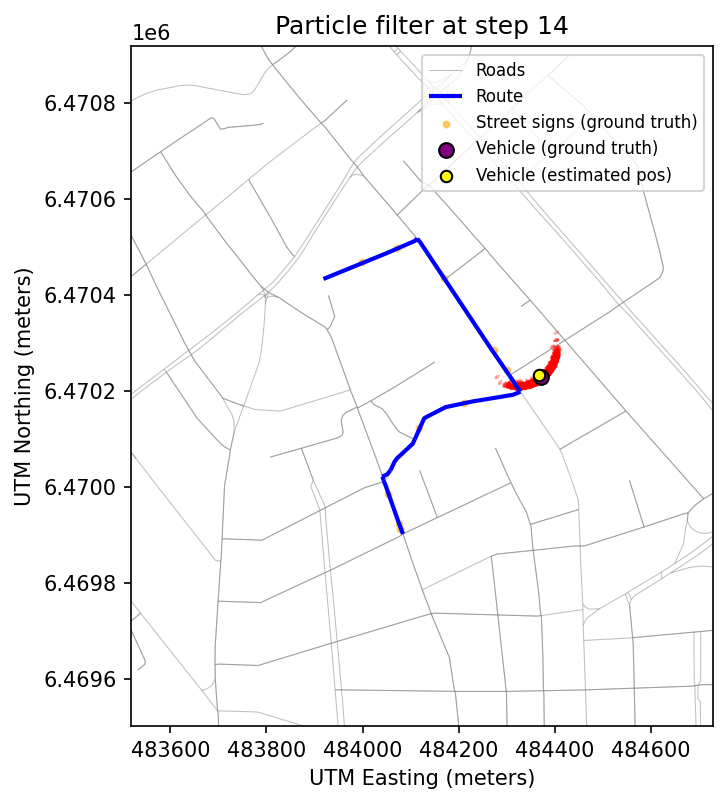 Particle filter at step 14
1e6
Roads
Route
Street signs (ground truth)
Vehicle (ground truth)
Vehicle (estimated pos)
6.4708
6.4706
6.4704
6.4702
6.4700
6.4698
6.4696
UTM Northing (meters)
483600 483800 484000 484200 484400 484600
UTM Easting (meters)